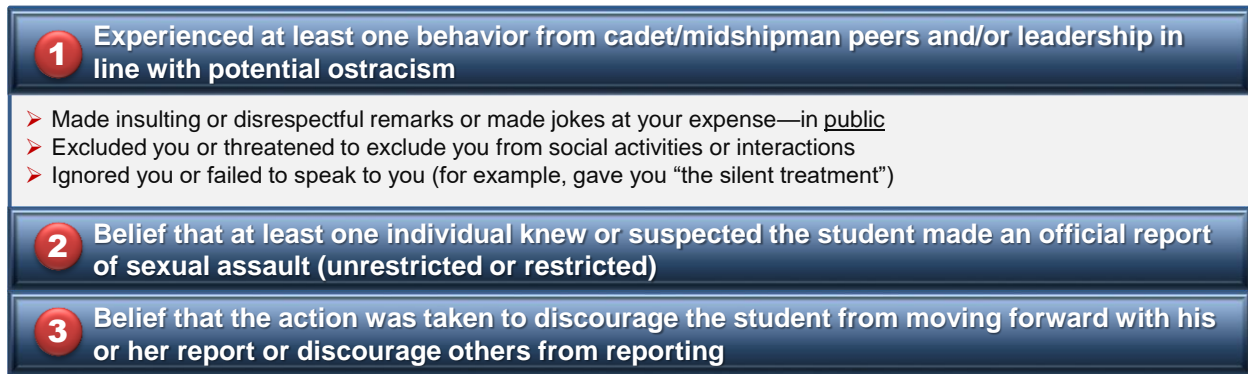 1
Experienced at least one behavior from cadet/midshipman peers and/or leadership in
line with potential ostracism
➢ Made insulting or disrespectful remarks or made jokes at your expense—in public
➢ Excluded you or threatened to exclude you from social activities or interactions
➢ Ignored you or failed to speak to you (for example, gave you “the silent treatment”)
2
Belief that at least one individual knew or suspected the student made an official report
of sexual assault (unrestricted or restricted)
3
Belief that the action was taken to discourage the student from moving forward with his
or her report or discourage others from reporting